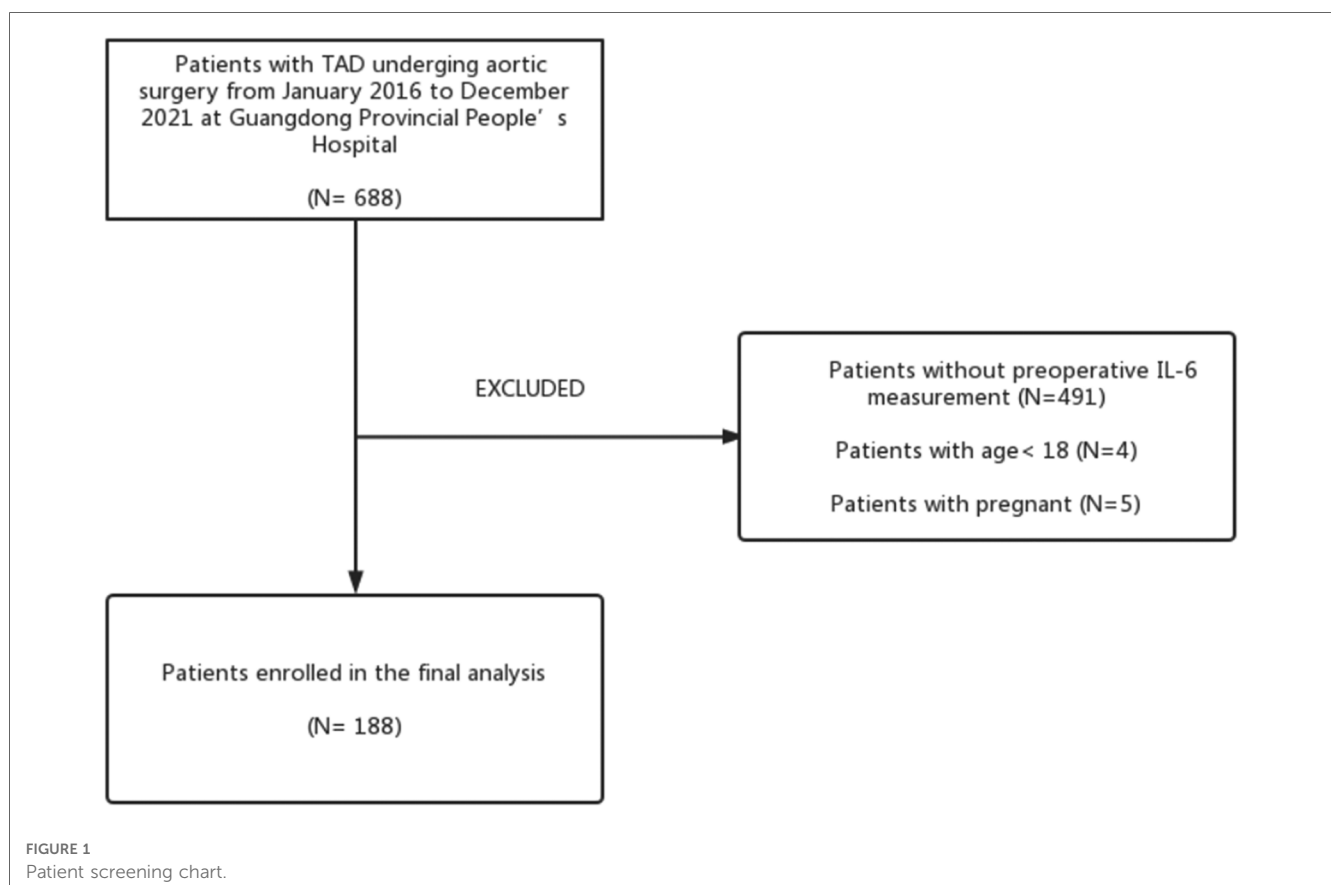 Patients with TAD undergoing aortic
surgery from January 2016 to December
2021 at Guangdong Provincial People’ s
Hospital
(N= 688)
EXCLUDED
Patients without preoperative IL-6
measurement (N=491)
Patients with age< 18 (N=4)
Patients with pregnant (N=5)
Patients enrolled in the final analysis
(N= 188)
FIGURE 1
Patient screening chart.